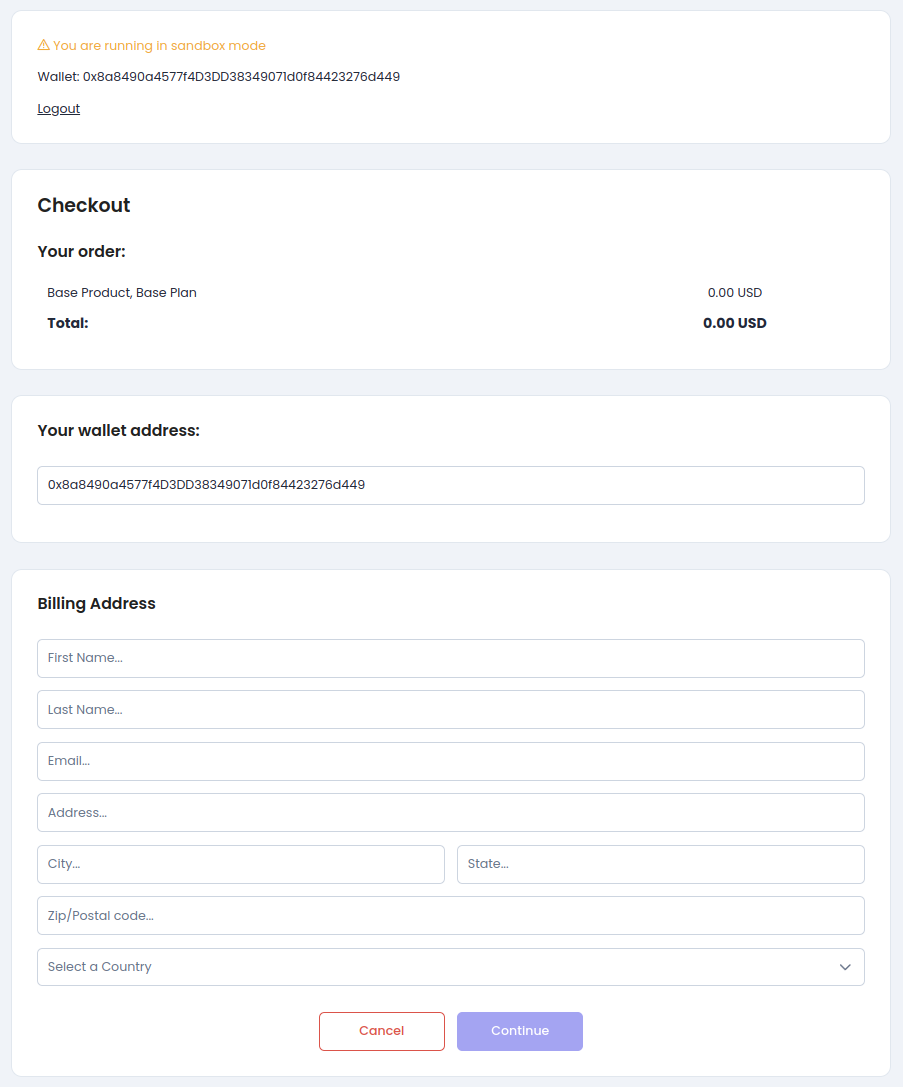 ⚠ You are running in sandbox mode
Wallet: 0x8a8490a4577f4D3DD38349071d0f84423276d449
Logout
Checkout
Your order:
Base Product, Base Plan 0.00 USD
Total: 0.00 USD
Your wallet address:
0x8a8490a4577f4D3DD38349071d0f84423276d449
Billing Address
First Name...
Last Name...
Email...
Address...
City... State...
Zip/Postal code...
Select a Country
Cancel Continue